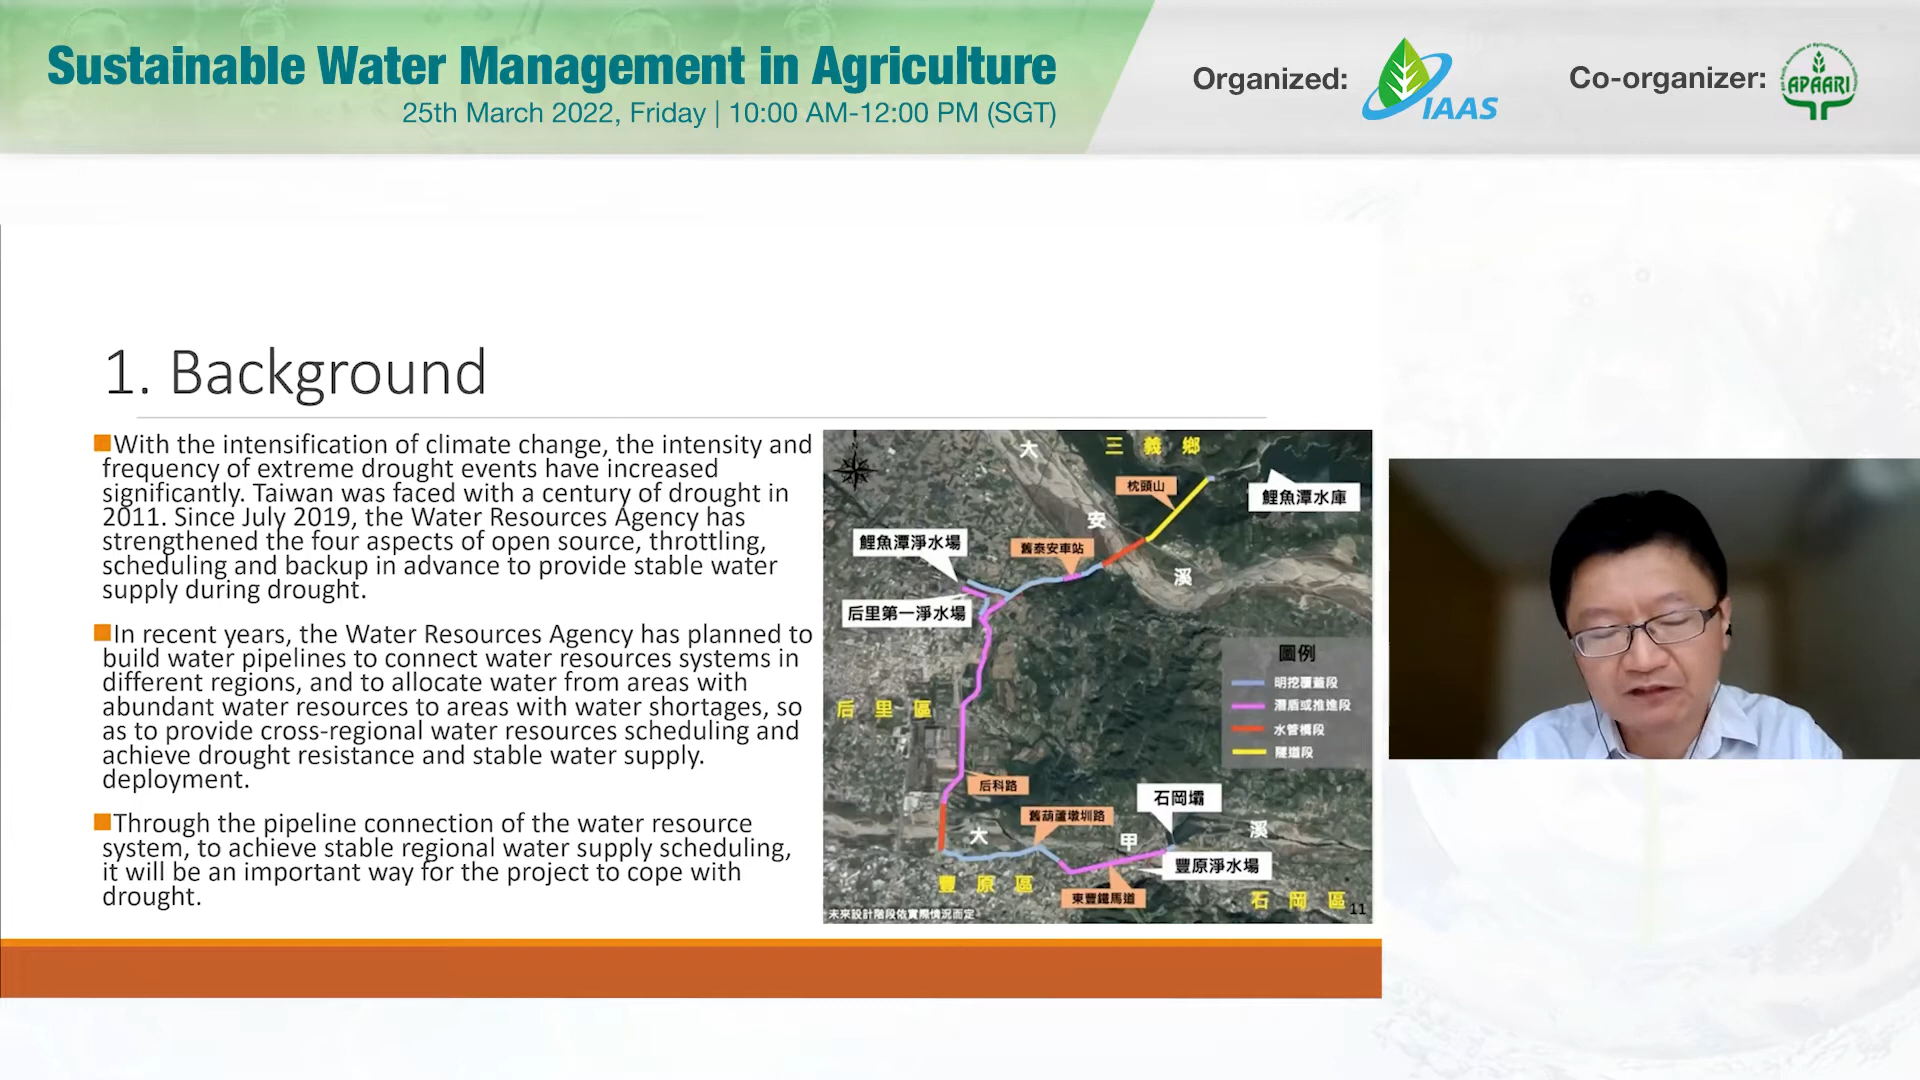 Sustainable Water Management in Agriculture
25th March 2022, Friday | 10:00 AM-12:00 PM (SGT)
Organized:
IAAS
Co-organizer:
APAARI
1. Background
With the intensification of climate change, the intensity and
frequency of extreme drought events have increased
significantly. Taiwan was faced with a century of drought in
2011. Since July 2019, the Water Resources Agency has
strengthened the four aspects of open source, throttling,
scheduling and backup in advance to provide stable water
supply during drought.
In recent years, the Water Resources Agency has planned to
build water pipelines to connect water resources systems in
different regions, and to allocate water from areas with
abundant water resources to areas with water shortages, so
as to provide cross-regional water resources scheduling and
achieve drought resistance and stable water supply.
deployment.
Through the pipeline connection of the water resource
system, to achieve stable regional water supply scheduling,
it will be an important way for the project to cope with
drought.
大
三義鄉
枕頭山
鯉魚潭水庫
安
鯉魚潭淨水場
舊泰安車站
溪
后里第一淨水場
圖例
明挖覆蓋段
潛盾或推進段
水管橋段
隧道段
后里區
后科路
石岡壩
舊葫蘆墩圳路
大
甲
溪
豐原淨水場
豐原區
東豐鐵馬道
石岡區
11
未來設計階段依實際情況而定